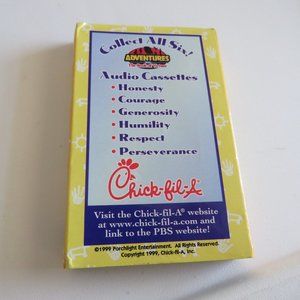 Collect All Six!
ADVENTURES
Audio Cassettes
• Honesty
• Courage
• Generosity
• Humility
• Respect
• Perseverance
Chick-fil-A®
Visit the Chick-fil-A® website
at www.chick-fil-a.com and
link to the PBS website!
©1999 Porchlight Entertainment. All Rights Reserved.
Copyright 1999, Chick-fil-A, Inc.